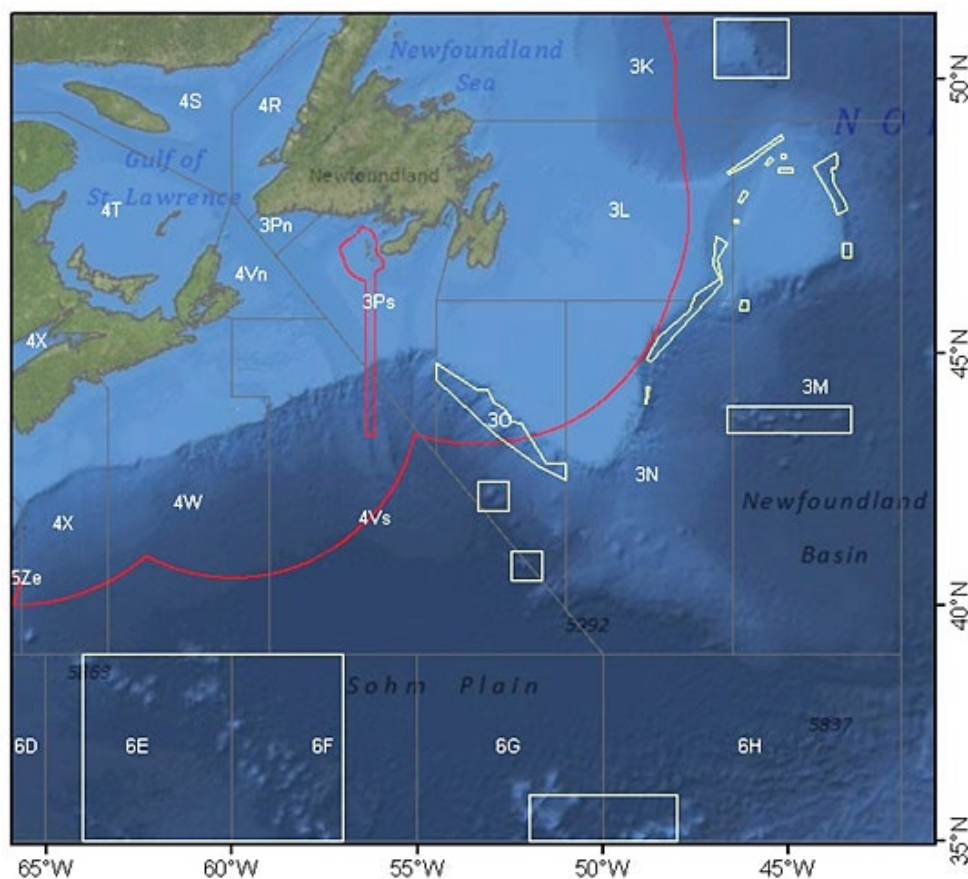 Newfoundland
Sea
3K
50°N
4S
4R
N O
Gulf of
St-Lawrence
Newfoundland
4T
3L
3Pn
4Vn
3Ps
4X
45°N
3M
3O
3N
4W
4Vs
4X
Newfoundland
Basin
5Ze
40°N
5992
Sohm Plain
5837
6D
6E
6F
6G
6H
35°N
65°W
60°W
55°W
50°W
45°W